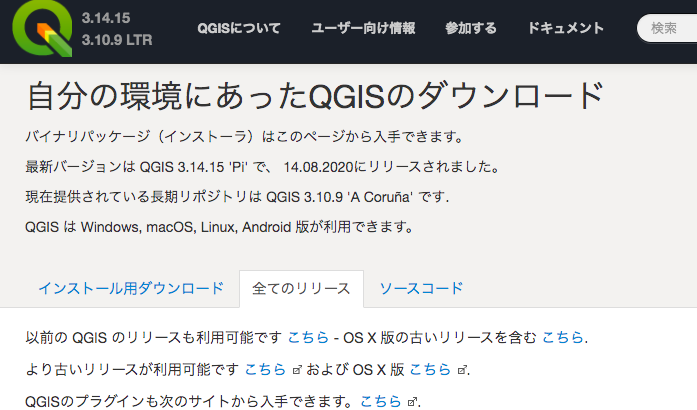 3.14.15
3.10.9 LTR
QGISについて ユーザー向け情報 参加する ドキュメント 検索
自分の環境にあったQGISのダウンロード
バイナリパッケージ（インストーラ）はこのページから入手できます。
最新バージョンは QGIS 3.14.15 'Pi' で、 14.08.2020にリリースされました。
現在提供されている長期リポジトリは QGIS 3.10.9 'A Coruña' です.
QGIS は Windows, macOS, Linux, Android 版が利用できます。
インストール用ダウンロード 全てのリリース ソースコード
以前の QGIS のリリースも利用可能です こちら - OS X 版の古いリリースを含む こちら.
より古いリリースが利用可能です こちら および OS X 版 こちら .
QGISのプラグインも次のサイトから入手できます。こちら .